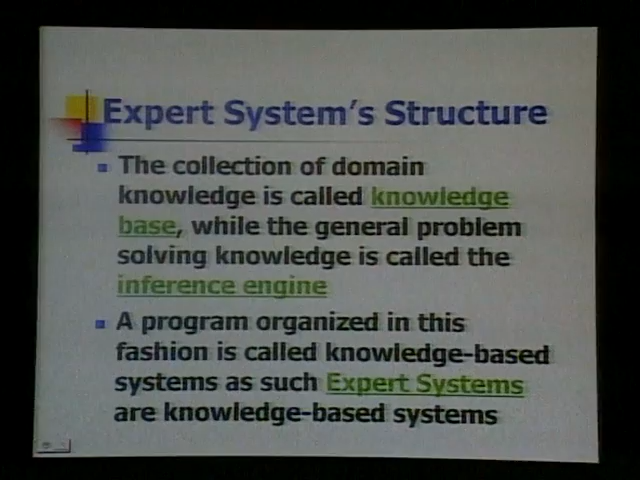 Expert System's Structure
The collection of domain
knowledge is called knowledge
base, while the general problem
solving knowledge is called the
inference engine
A program organized in this
fashion is called knowledge-based
systems as such Expert Systems
are knowledge-based systems